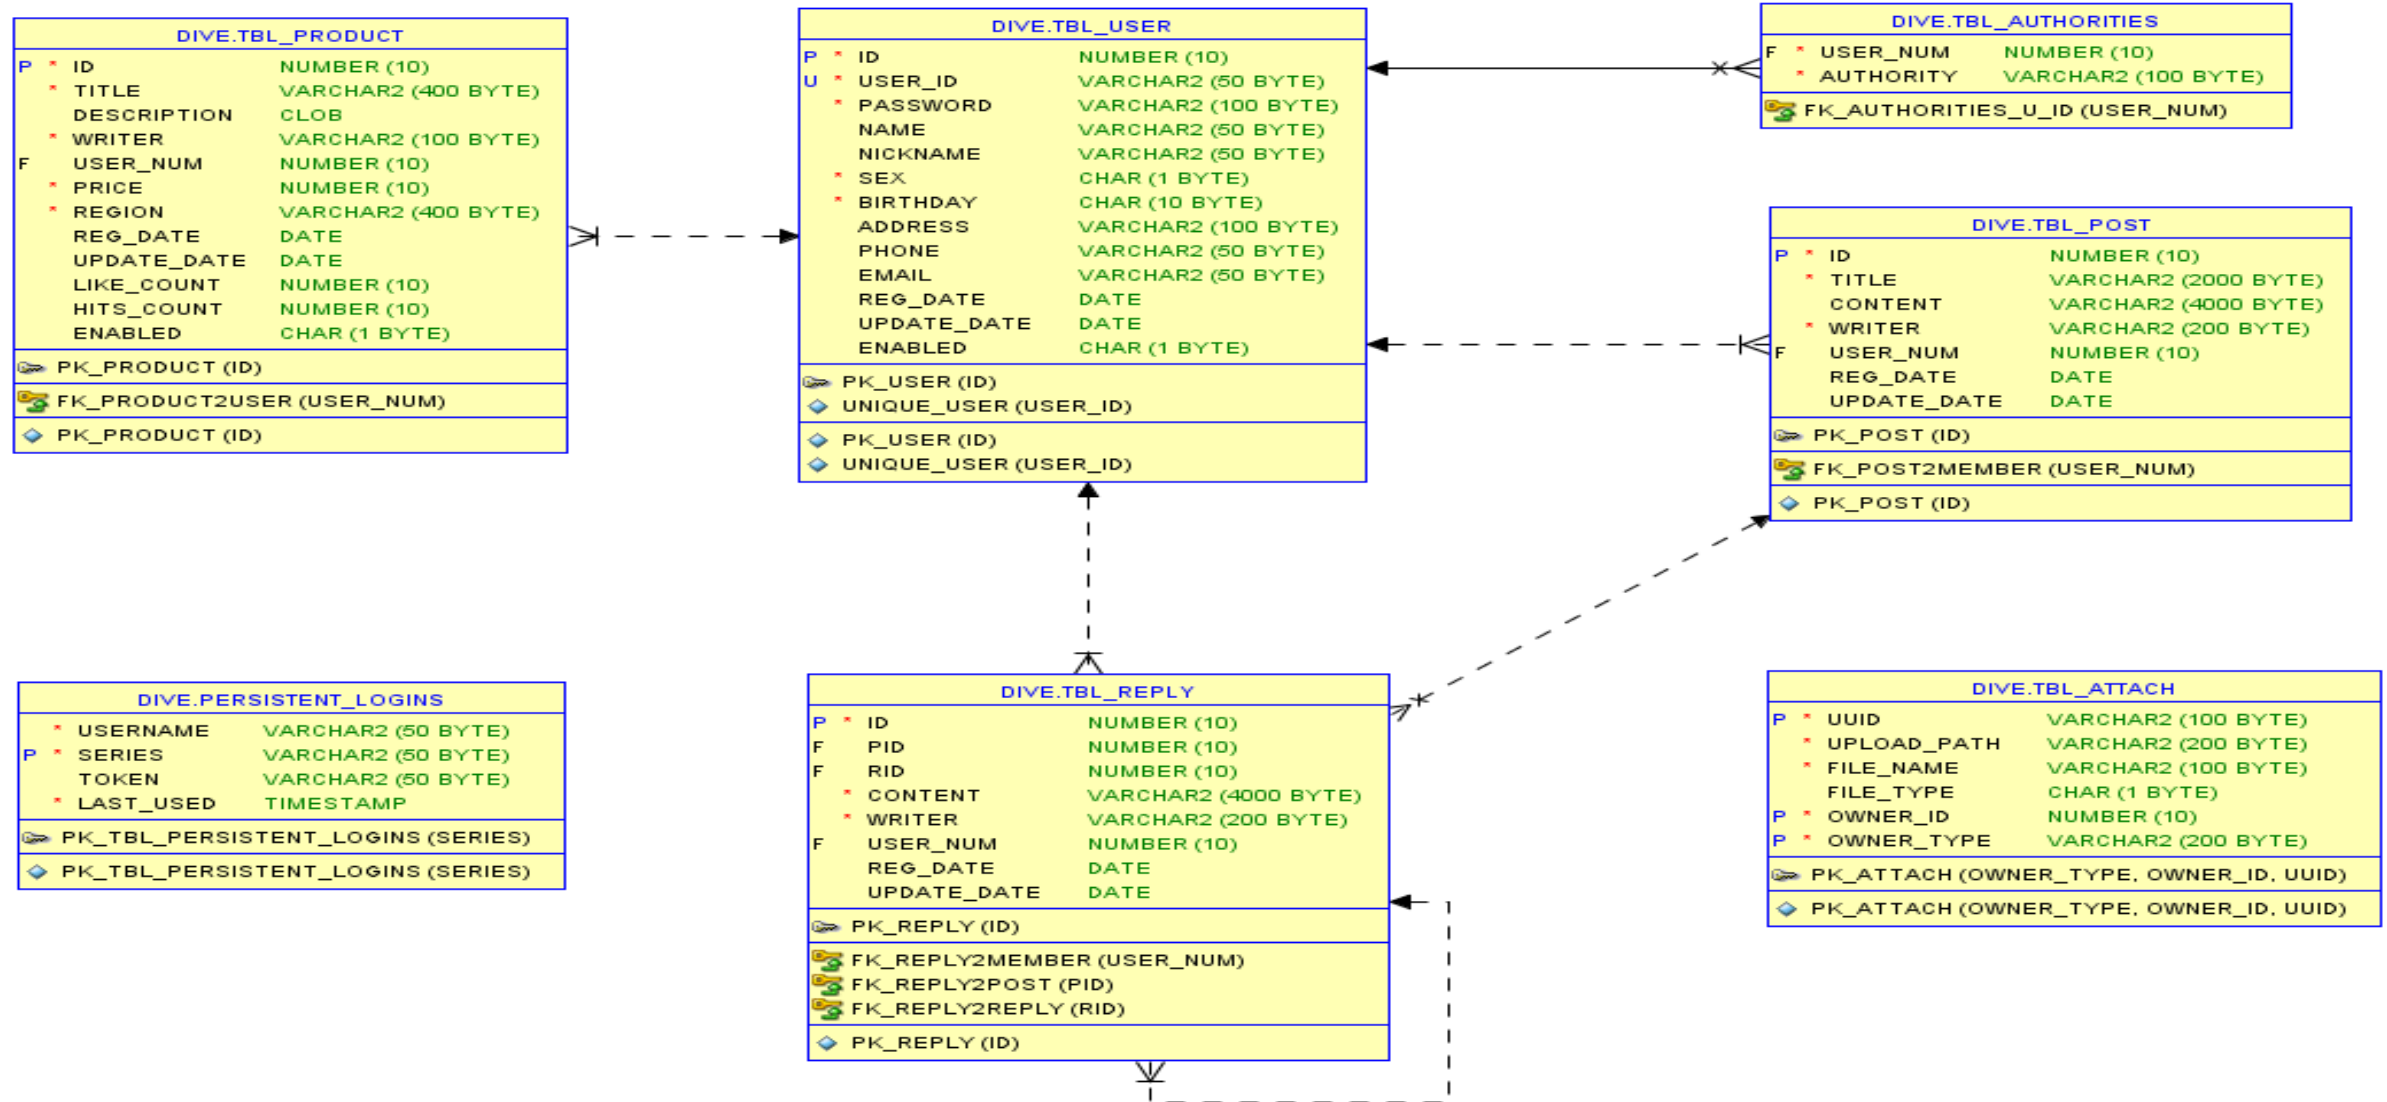 DIVE.TBL_PRODUCT
P * ID NUMBER (10)
* TITLE VARCHAR2 (400 BYTE)
DESCRIPTION CLOB
* WRITER VARCHAR2 (100 BYTE)
F USER_NUM NUMBER (10)
* PRICE NUMBER (10)
* REGION VARCHAR2 (400 BYTE)
REG_DATE DATE
UPDATE_DATE DATE
LIKE_COUNT NUMBER (10)
HITS_COUNT NUMBER (10)
ENABLED CHAR (1 BYTE)
PK_PRODUCT (ID)
FK_PRODUCT2USER (USER_NUM)
PK_PRODUCT (ID)
DIVE.TBL_USER
P * ID NUMBER (10)
U * USER_ID VARCHAR2 (50 BYTE)
* PASSWORD VARCHAR2 (100 BYTE)
NAME VARCHAR2 (50 BYTE)
NICKNAME VARCHAR2 (50 BYTE)
* SEX CHAR (1 BYTE)
* BIRTHDAY CHAR (10 BYTE)
ADDRESS VARCHAR2 (100 BYTE)
PHONE VARCHAR2 (50 BYTE)
EMAIL VARCHAR2 (50 BYTE)
REG_DATE DATE
UPDATE_DATE DATE
ENABLED CHAR (1 BYTE)
PK_USER (ID)
UNIQUE_USER (USER_ID)
PK_USER (ID)
UNIQUE_USER (USER_ID)
DIVE.TBL_AUTHORITIES
F * USER_NUM NUMBER (10)
* AUTHORITY VARCHAR2 (100 BYTE)
FK_AUTHORITIES_U_ID (USER_NUM)
DIVE.TBL_POST
P * ID NUMBER (10)
* TITLE VARCHAR2 (2000 BYTE)
CONTENT VARCHAR2 (4000 BYTE)
* WRITER VARCHAR2 (200 BYTE)
F USER_NUM NUMBER (10)
REG_DATE DATE
UPDATE_DATE DATE
PK_POST (ID)
FK_POST2MEMBER (USER_NUM)
PK_POST (ID)
DIVE.PERSISTENT_LOGINS
* USERNAME VARCHAR2 (50 BYTE)
P * SERIES VARCHAR2 (50 BYTE)
TOKEN VARCHAR2 (50 BYTE)
* LAST_USED TIMESTAMP
PK_TBL_PERSISTENT_LOGINS (SERIES)
PK_TBL_PERSISTENT_LOGINS (SERIES)
DIVE.TBL_REPLY
P * ID NUMBER (10)
F PID NUMBER (10)
F RID NUMBER (10)
* CONTENT VARCHAR2 (4000 BYTE)
* WRITER VARCHAR2 (200 BYTE)
F USER_NUM NUMBER (10)
REG_DATE DATE
UPDATE_DATE DATE
PK_REPLY (ID)
FK_REPLY2MEMBER (USER_NUM)
FK_REPLY2POST (PID)
FK_REPLY2REPLY (RID)
PK_REPLY (ID)
DIVE.TBL_ATTACH
P * UUID VARCHAR2 (100 BYTE)
* UPLOAD_PATH VARCHAR2 (200 BYTE)
* FILE_NAME VARCHAR2 (100 BYTE)
FILE_TYPE CHAR (1 BYTE)
P * OWNER_ID NUMBER (10)
P * OWNER_TYPE VARCHAR2 (200 BYTE)
PK_ATTACH (OWNER_TYPE, OWNER_ID, UUID)
PK_ATTACH (OWNER_TYPE, OWNER_ID, UUID)